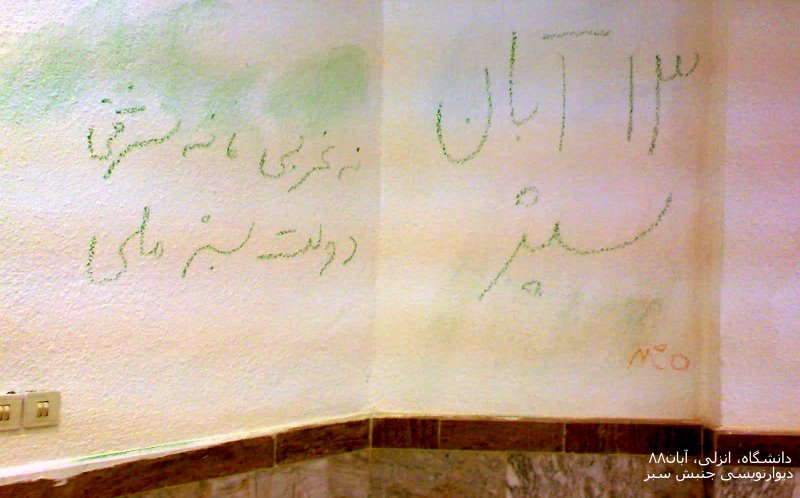 ۱۳ آبان
سبز
نه غربی، نه شرقی
دولت سبز ملی
دانشگاه، انزلی، آبان۸۸
دیوارنویسی جنبش سبز